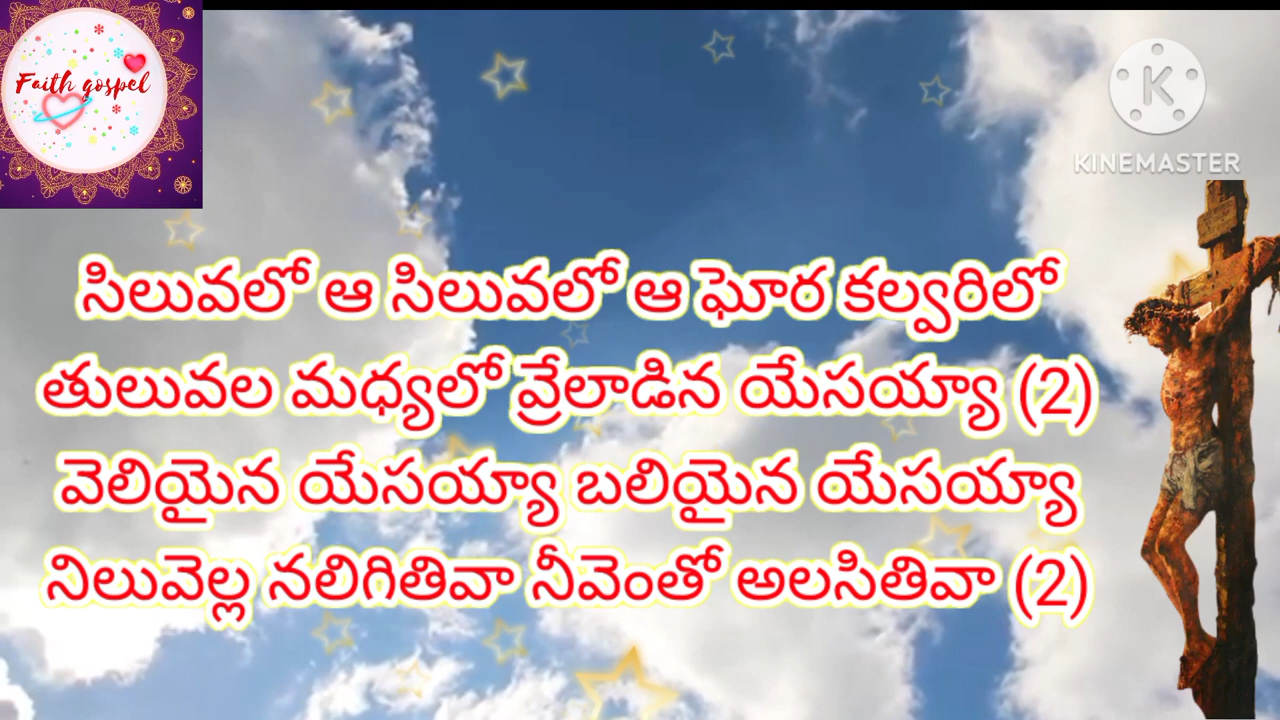 Faith gospel
KINEMASTER
సిలువలో ఆ సిలువలో ఆ ఘోర కల్వరిలో
తులువల మధ్యలో వ్రేలాడిన యేసయ్యా (2)
వెలియైన యేసయ్యా బలియైన యేసయ్యా
నిలువెల్ల నలిగితివా నీవెంతో అలసితివా (2)